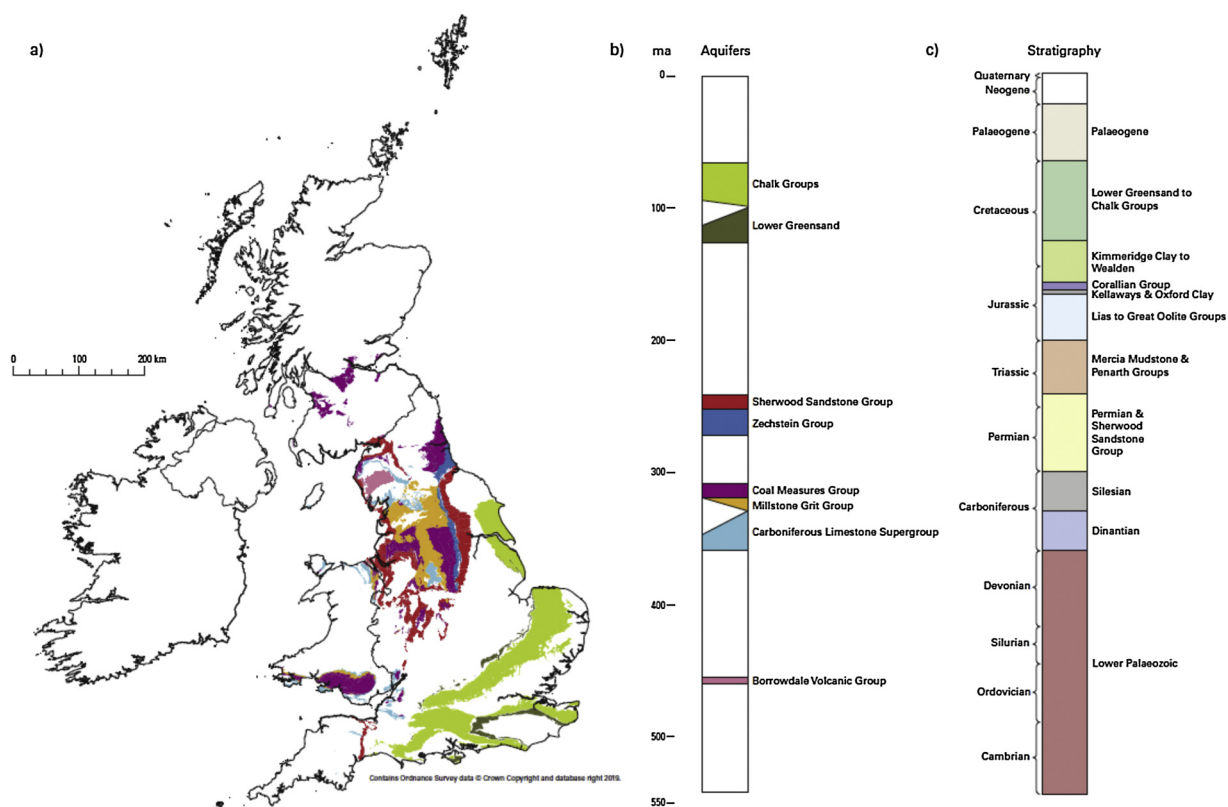 a)
b)
ma
Aquifers
c)
Stratigraphy
0
100
200
300
400
500
550
Chalk Groups
Lower Greensand
Sherwood Sandstone Group
Zechstein Group
Coal Measures Group
Millstone Grit Group
Carboniferous Limestone Supergroup
Borrowdale Volcanic Group
Quaternary
Neogene
Palaeogene
Cretaceous
Jurassic
Triassic
Permian
Carboniferous
Devonian
Silurian
Ordovician
Cambrian
Palaeogene
Lower Greensand to
Chalk Groups
Kimmeridge Clay to
Wealden
Corallian Group
Kellaways & Oxford Clay
Lias to Great Oolite Groups
Mercia Mudstone &
Penarth Groups
Permian &
Sherwood
Sandstone
Group
Silesian
Dinantian
Lower Palaeozoic
0 100 200 km
Contains Ordnance Survey data © Crown Copyright and database right 2019.